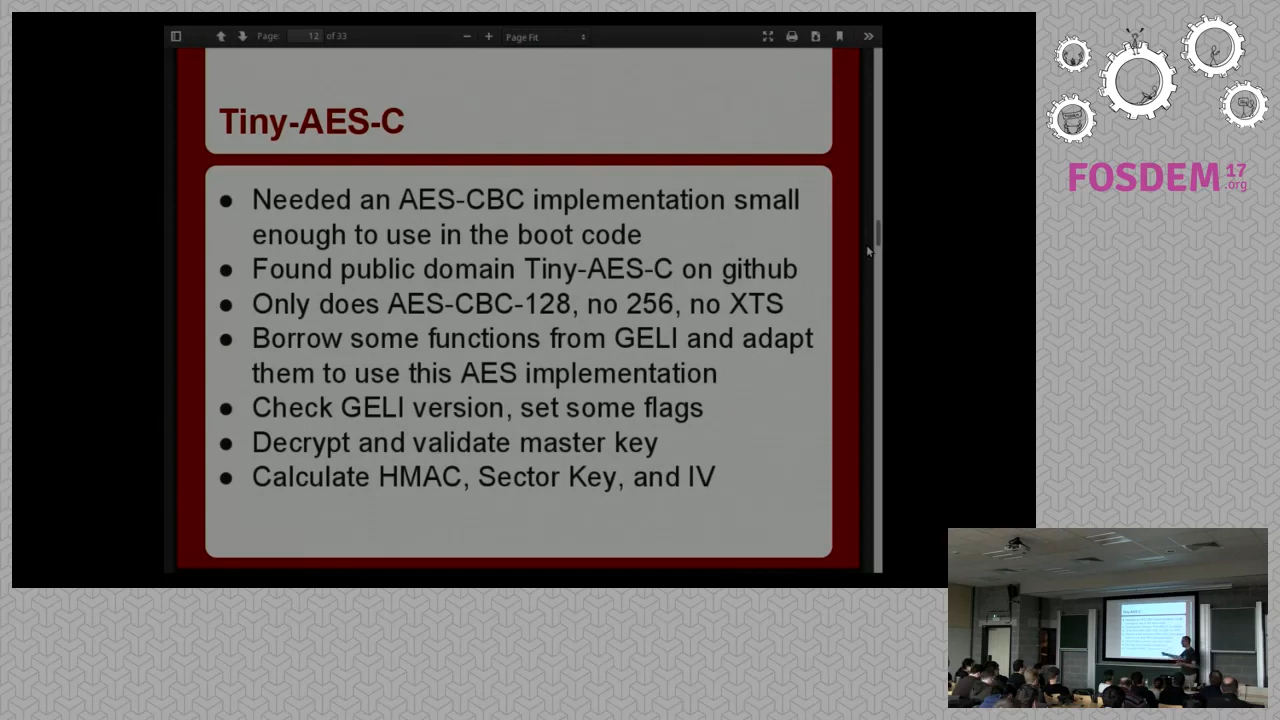 Page: 12 of 33
Page Fit
Tiny-AES-C
● Needed an AES-CBC implementation small
enough to use in the boot code
● Found public domain Tiny-AES-C on github
● Only does AES-CBC-128, no 256, no XTS
● Borrow some functions from GELI and adapt
them to use this AES implementation
● Check GELI version, set some flags
● Decrypt and validate master key
● Calculate HMAC, Sector Key, and IV
FOSDEM 17
.org
Tiny-AES-C